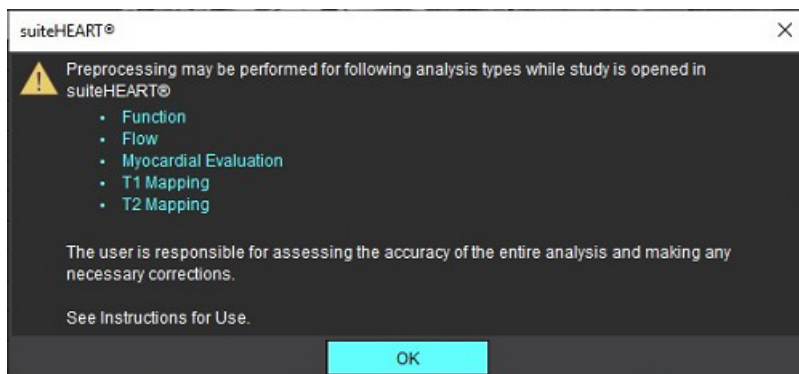 suiteHEART®
Preprocessing may be performed for following analysis types while study is opened in
suiteHEART®
• Function
• Flow
• Myocardial Evaluation
• T1 Mapping
• T2 Mapping
The user is responsible for assessing the accuracy of the entire analysis and making any
necessary corrections.
See Instructions for Use.
OK